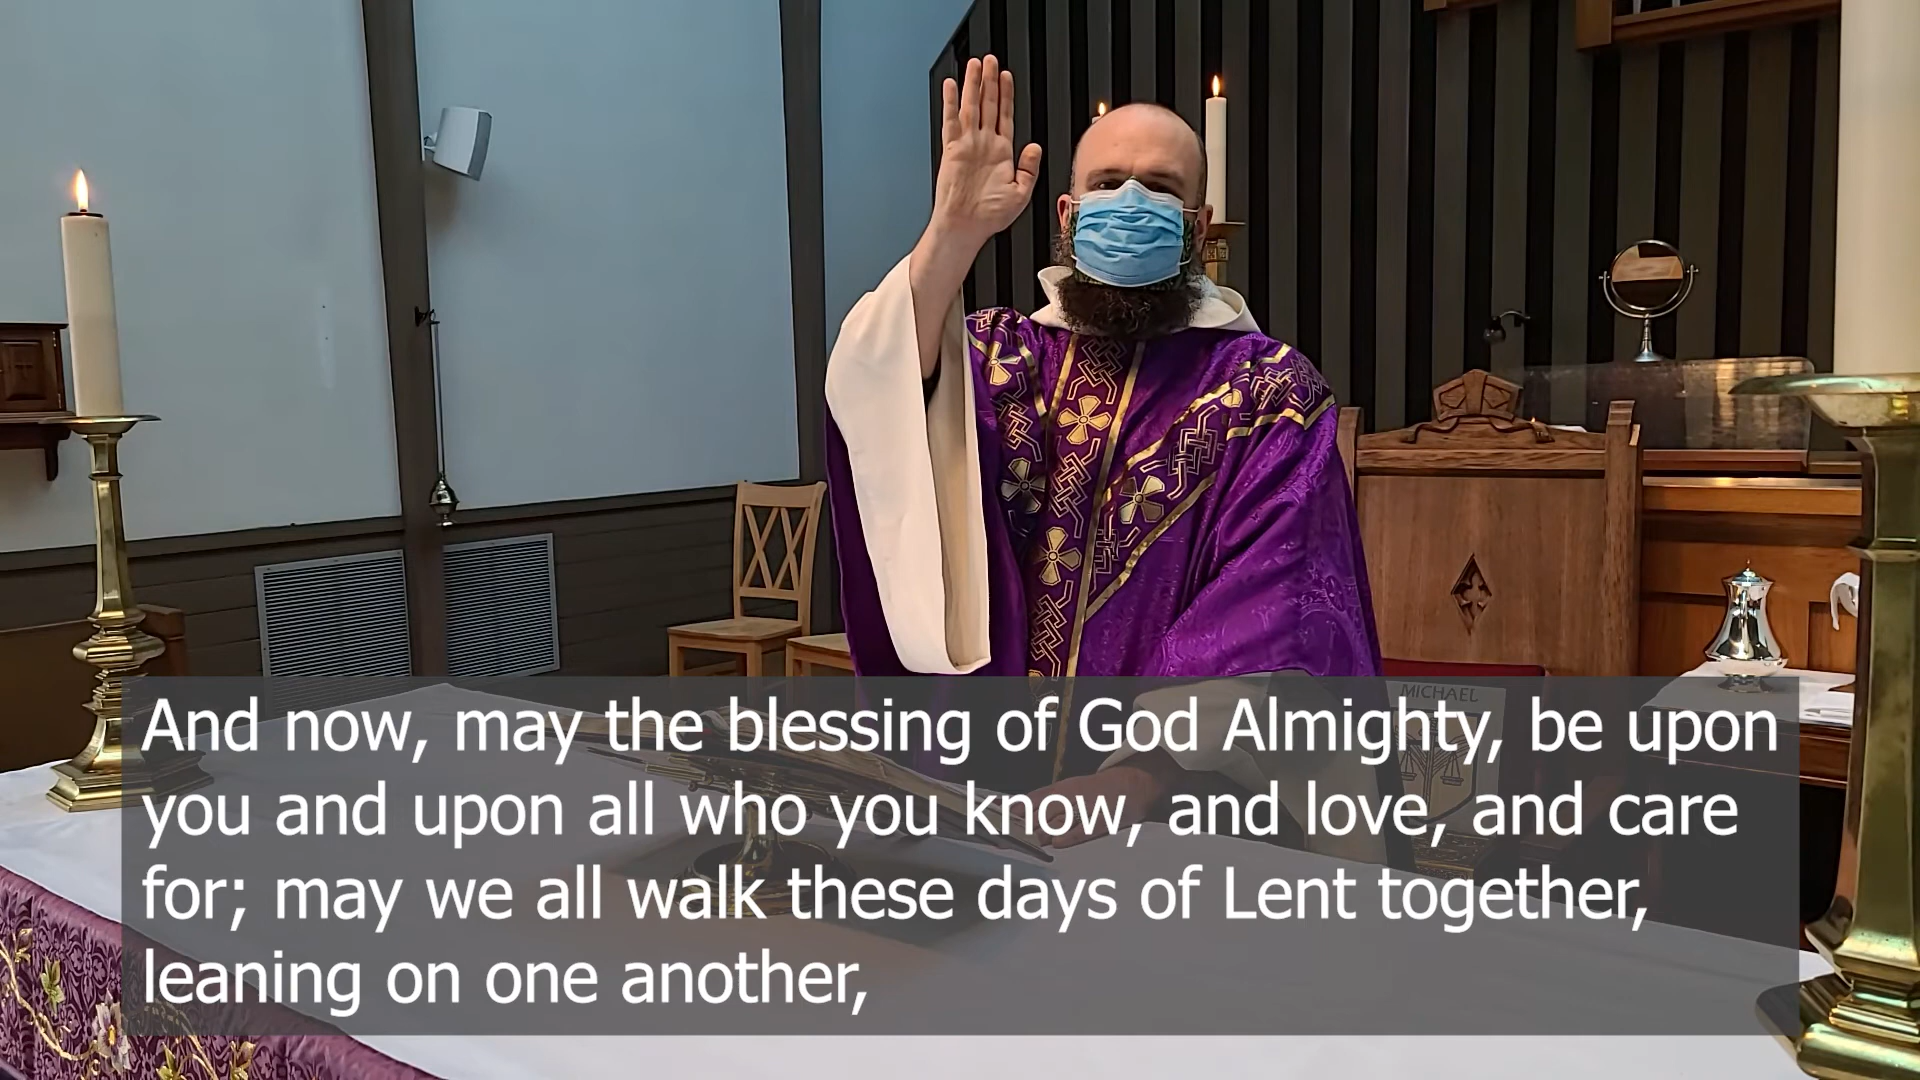 MICHAEL
And now, may the blessing of God Almighty, be upon
you and upon all who you know, and love, and care
for; may we all walk these days of Lent together,
leaning on one another,